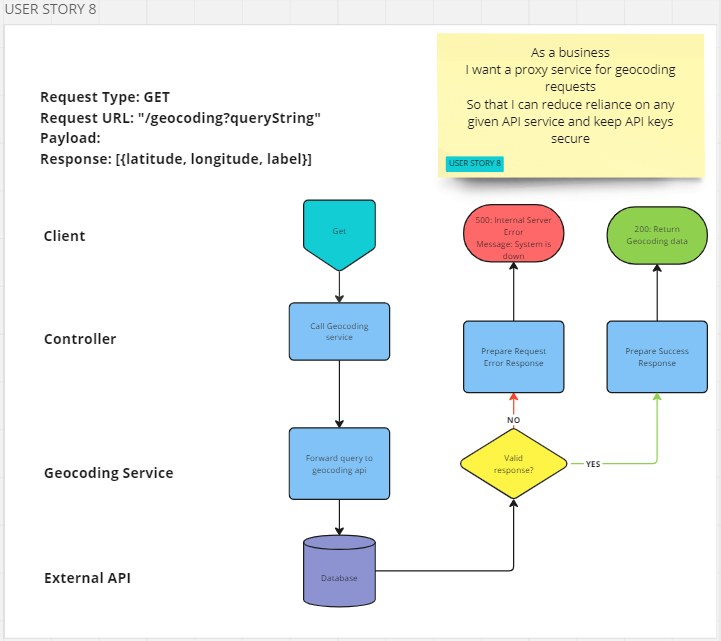 USER STORY 8
As a business
I want a proxy service for geocoding
requests
So that I can reduce reliance on any
given API service and keep API keys
secure
USER STORY 8
Request Type: GET
Request URL: "/geocoding?queryString"
Payload:
Response: [{latitude, longitude, label}]
Client
Get
500: Internal Server
Error
Message: System is
down
200: Return
Geocoding data
Controller
Call Geocoding
service
Prepare Request
Error Response
Prepare Success
Response
NO
Geocoding Service
Forward query to
geocoding api
Valid
response?
YES
External API
Database